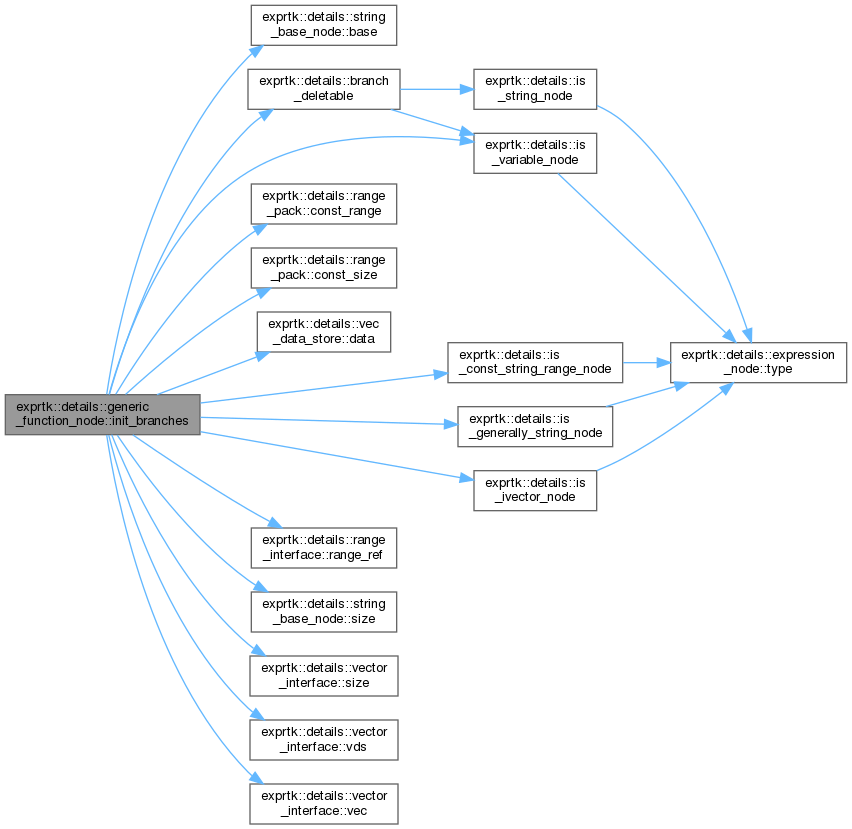 exprtk::details::string
_base_node::base
exprtk::details::branch
_deletable
exprtk::details::is
_string_node
exprtk::details::is
_variable_node
exprtk::details::range
_pack::const_range
exprtk::details::range
_pack::const_size
exprtk::details::vec
_data_store::data
exprtk::details::is
_const_string_range_node
exprtk::details::expression
_node::type
exprtk::details::generic
_function_node::init_branches
exprtk::details::is
_generally_string_node
exprtk::details::is
_ivector_node
exprtk::details::range
_interface::range_ref
exprtk::details::string
_base_node::size
exprtk::details::vector
_interface::size
exprtk::details::vector
_interface::vds
exprtk::details::vector
_interface::vec